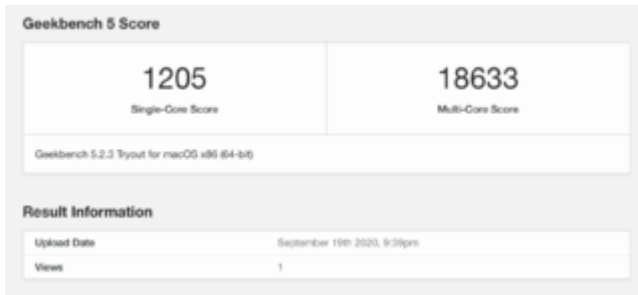 Geekbench 5 Score
1205
Single-Core Score
18633
Multi-Core Score
Geekbench 5.2.3 Tryout for macOS x86 (64-bit)
Result Information
Upload Date September 19th 2020, 9:39pm
Views 1